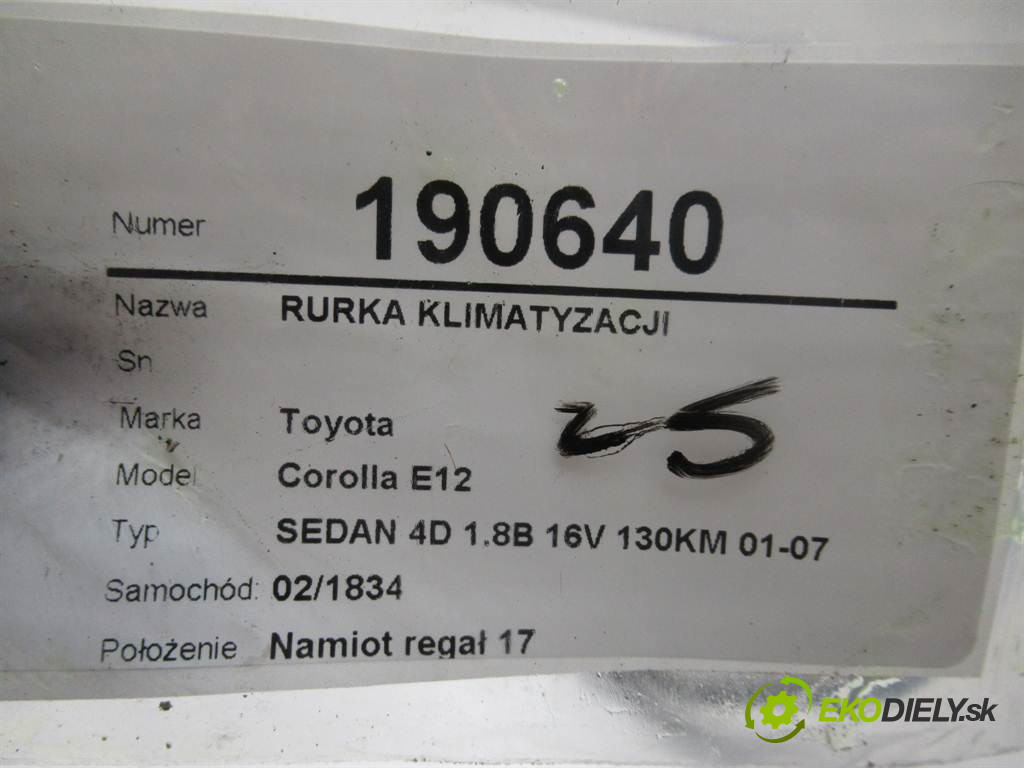 Numer 190640
Nazwa RURKA KLIMATYZACJI
Sn
Marka Toyota
25
Model Corolla E12
Typ SEDAN 4D 1.8B 16V 130KM 01-07
Samochód: 02/1834
Położenie Namiot regał 17
EKODIELY.sk